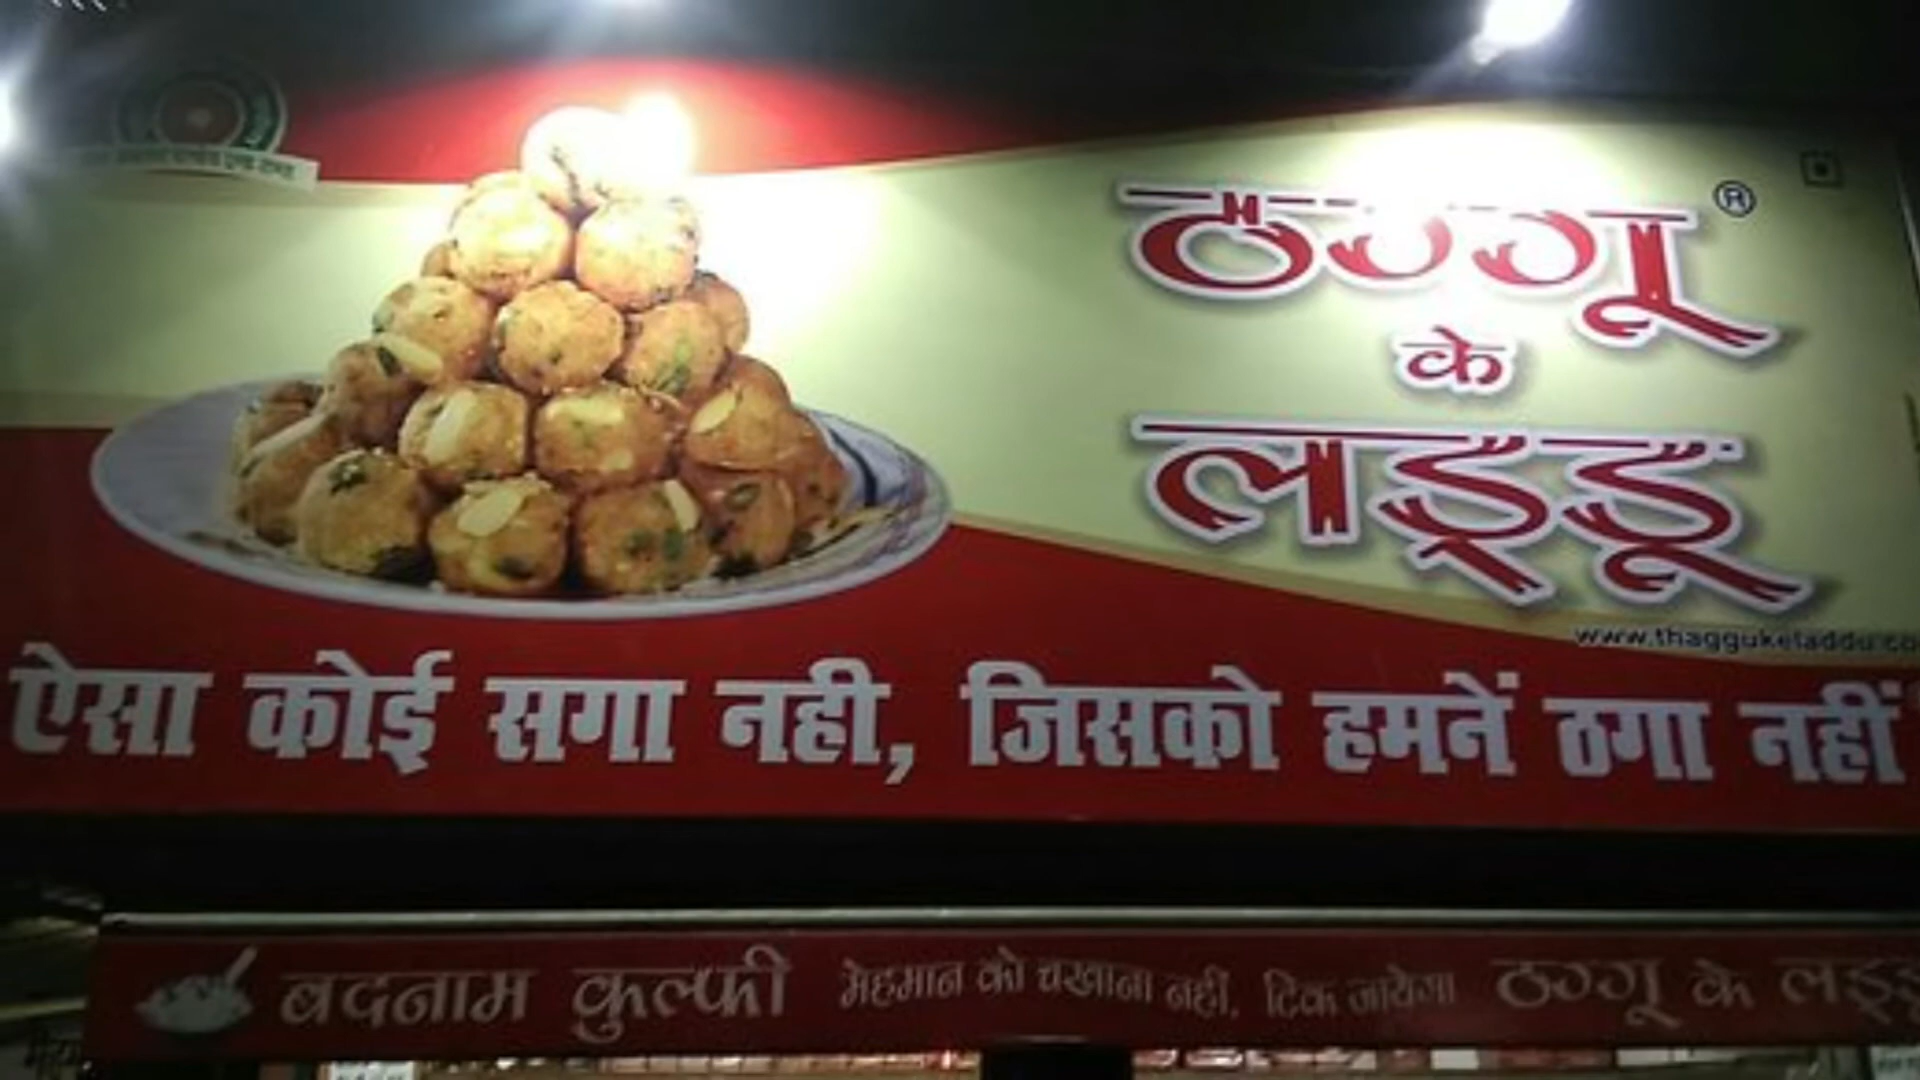 ठग्गू ®
के
लड्डू
www.thagguketaddu.co
ऐसा कोई सगा नही, जिसको हमनें ठगा नहीं
बदनाम कुल्फी मेहमान को चखाना नहीं, टिक जायेगा ठग्गू के लड्डू